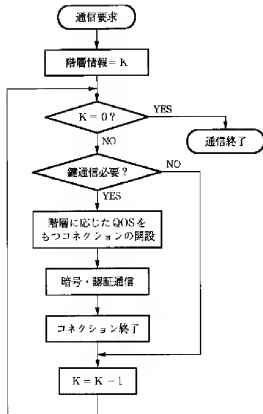 通信要求
階層情報=K
K=0?
YES
通信終了
NO
鍵通信必要?
NO
YES
階層に応じたQOSを
もつコネクションの開設
暗号・認証通信
コネクション終了
K=K-1